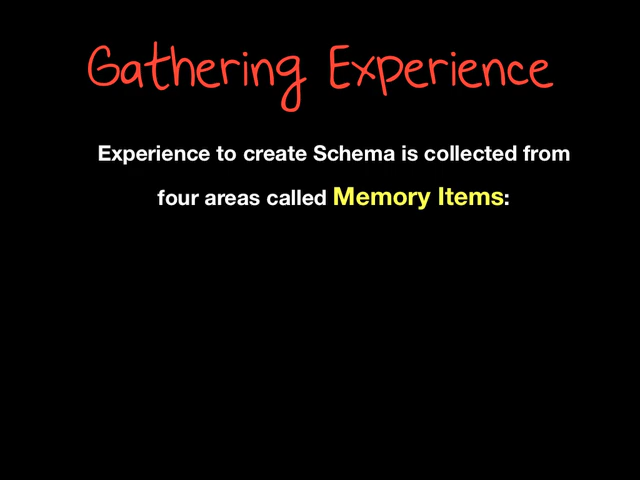 Gathering Experience
Experience to create Schema is collected from
four areas called Memory Items: